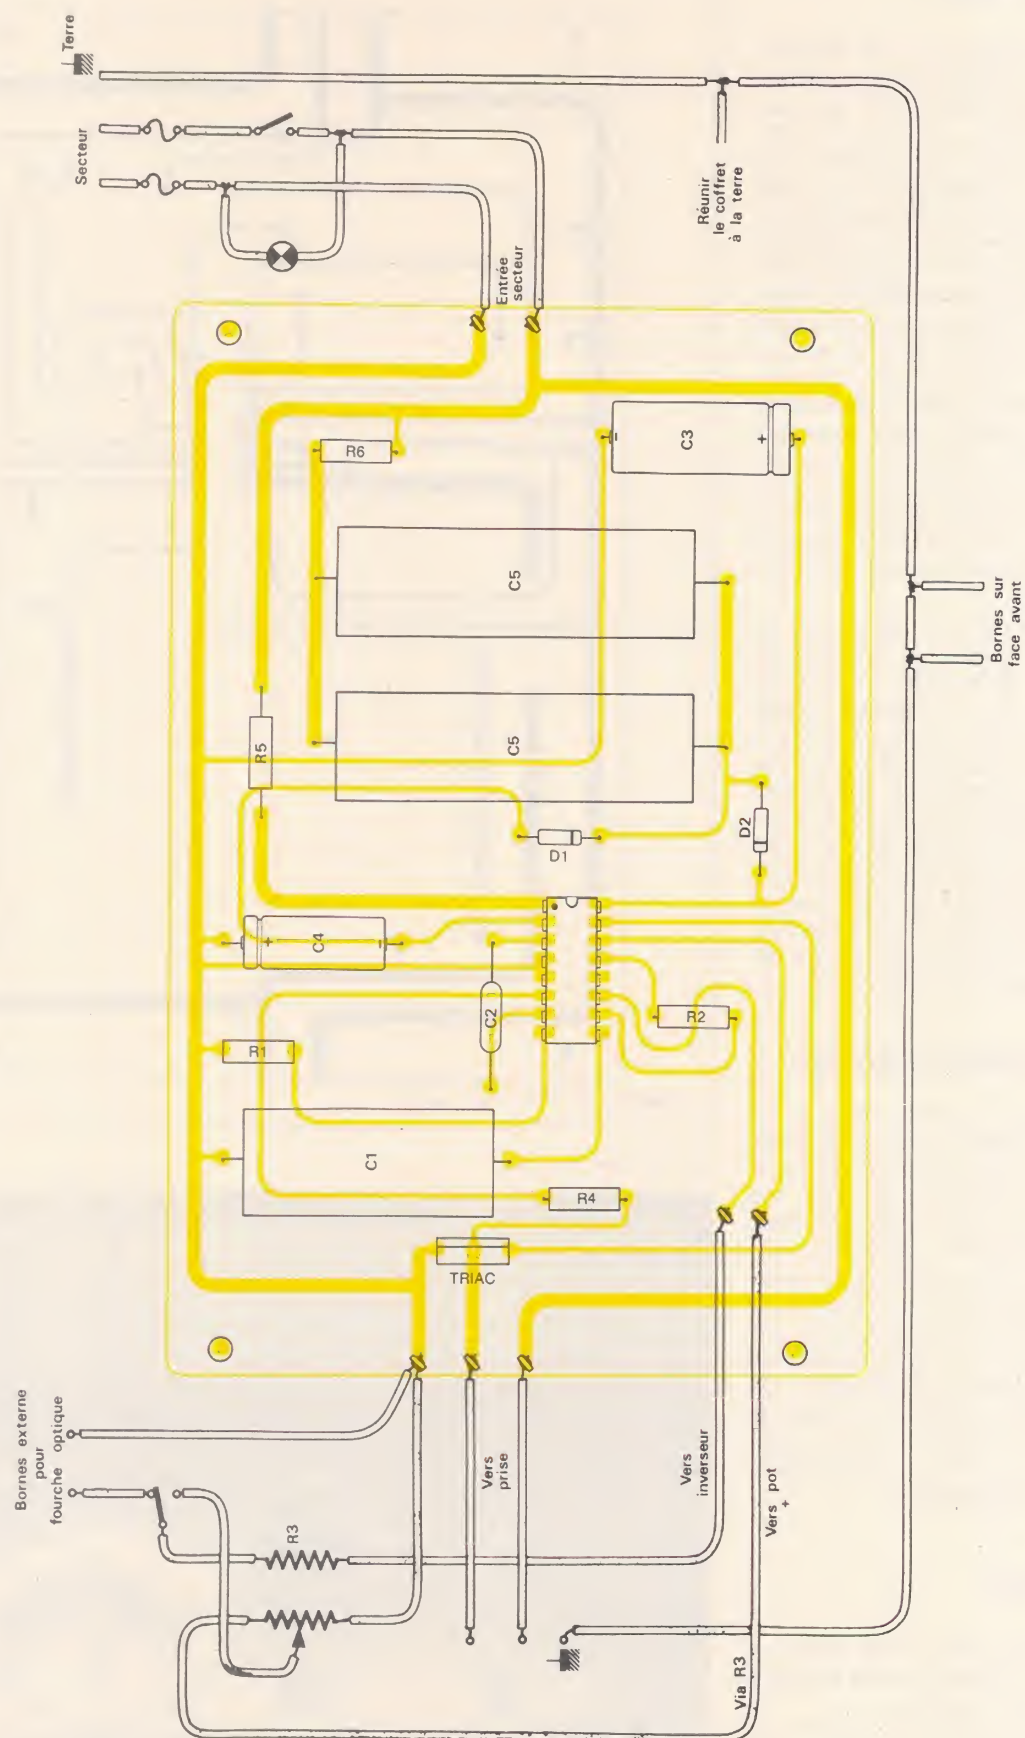 Terre
Secteur
Réunir
le coffret
à la terre
Entrée
secteur
R6
C3
-
+
C5
C5
R5
D1
D2
Bornes sur
face avant
C4
+
-
C2
R2
R1
C1
R4
TRIAC
Bornes externe
pour
fourche optique
R3
Vers
prise
Vers
inverseur
Vers pot
+
Via R3